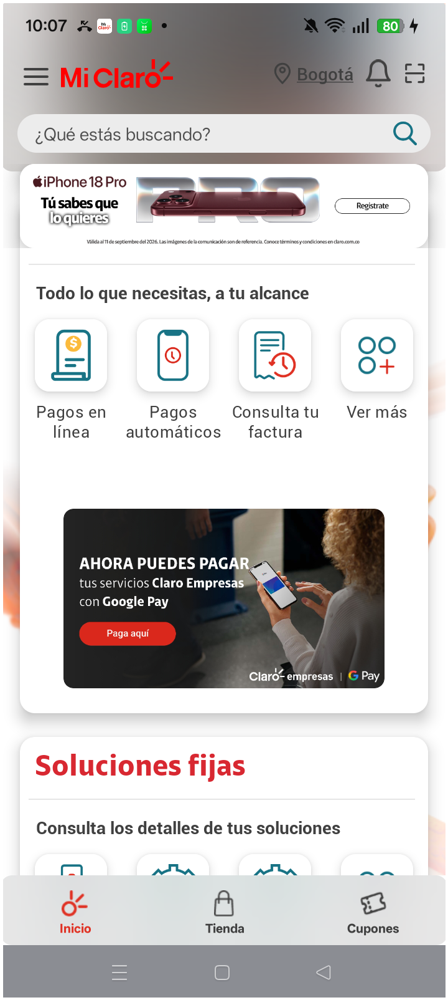 10:07
Mi Claro
80
Mi Claro
Bogotá
¿Qué estás buscando?
iPhone 18 Pro
Tú sabes que
lo quieres
PRO
Registrate
Válida al 11 de septiembre del 2026. Las imágenes de la comunicación son de referencia. Conoce términos y condiciones en claro.com.co
Todo lo que necesitas, a tu alcance
$
Pagos en
línea
Pagos
automáticos
Consulta tu
factura
Ver más
AHORA PUEDES PAGAR
tus servicios Claro Empresas
con Google Pay
Paga aquí
Claro empresas | G Pay
Soluciones fijas
Consulta los detalles de tus soluciones
Inicio
Tienda
Cupones